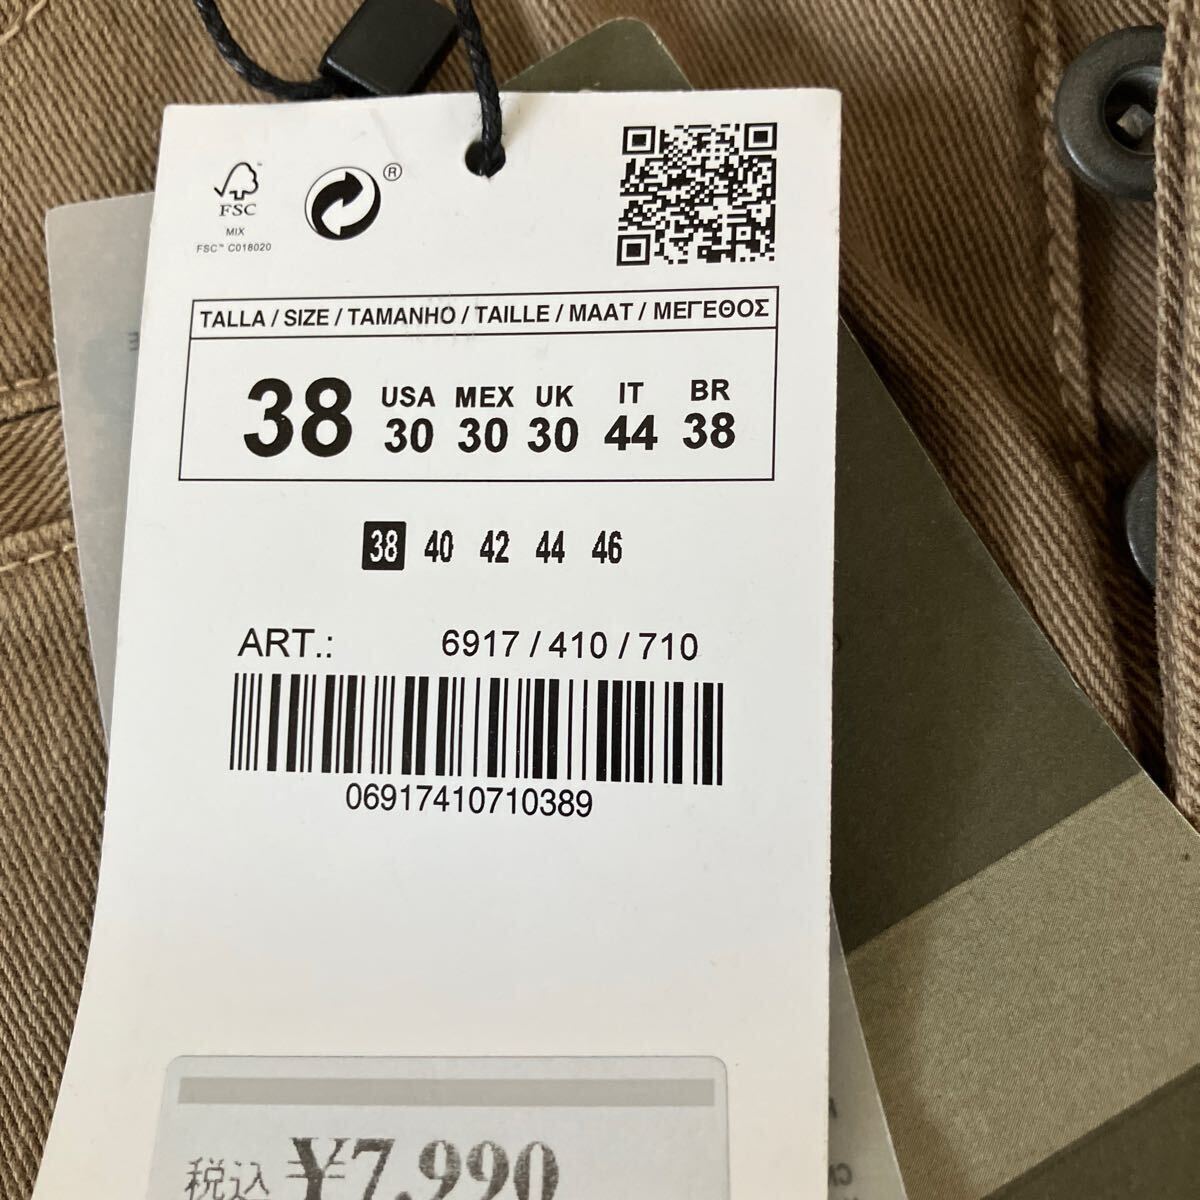 FSC
MIX
FSC™ C018020
®
TALLA / SIZE / TAMANHO / TAILLE / MAAT / ΜΕΓΕΘΟΣ
38 USA 30 MEX 30 UK 30 IT 44 BR 38
38 40 42 44 46
ART.: 6917 / 410 / 710
06917410710389
税込 ¥7,990